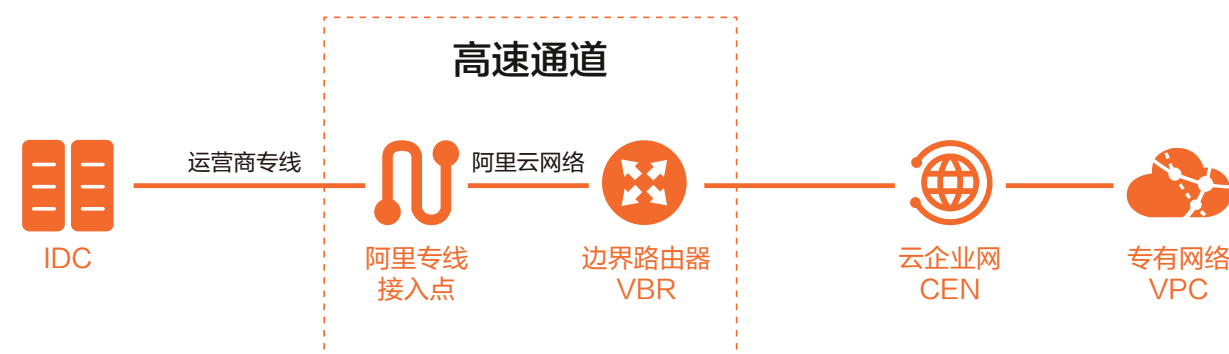 高速通道
运营商专线
阿里云网络
IDC
阿里专线
接入点
边界路由器
VBR
云企业网
CEN
专有网络
VPC